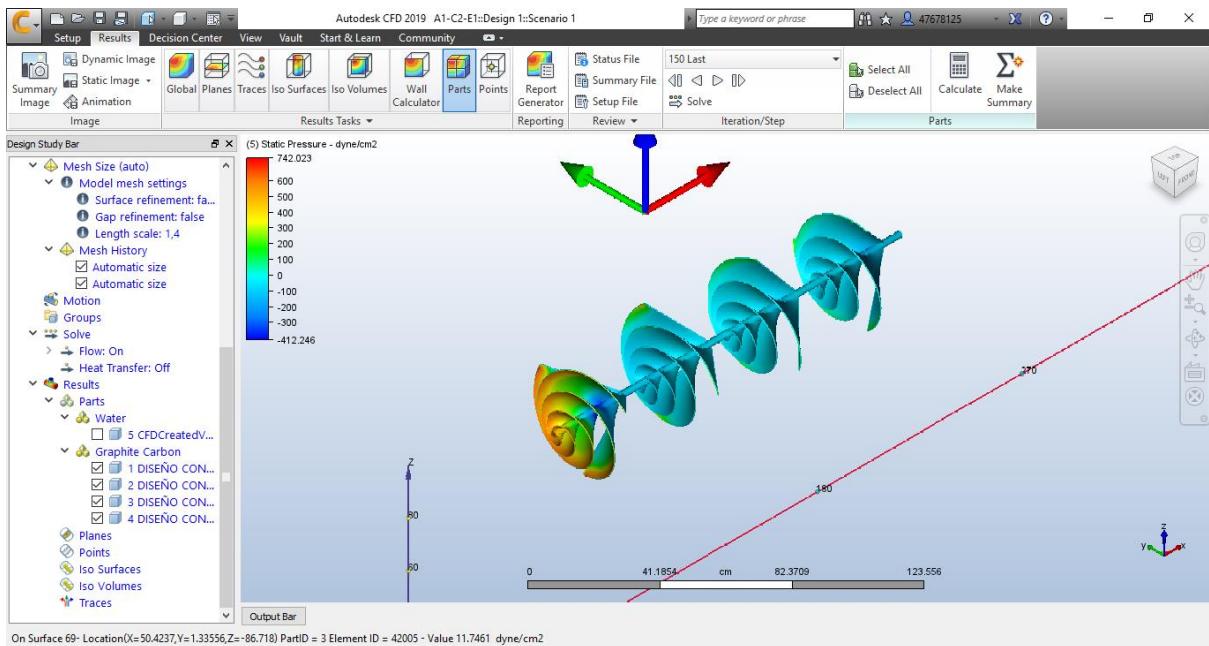 Autodesk CFD 2019 A1-C2-E1::Design 1::Scenario 1
Type a keyword or phrase
47678125
Setup Results Decision Center View Vault Start & Learn Community
Summary Image
Dynamic Image
Static Image
Animation
Image
Global Planes Traces Iso Surfaces Iso Volumes Wall Calculator Parts Points
Results Tasks
Report Generator
Reporting
Status File
Summary File
Setup File
Review
150 Last
Solve
Iteration/Step
Select All
Deselect All
Calculate
Make Summary
Parts
Design Study Bar
Mesh Size (auto)
Model mesh settings
Surface refinement: fa...
Gap refinement: false
Length scale: 1,4
Mesh History
Automatic size
Automatic size
Motion
Groups
Solve
Flow: On
Heat Transfer: Off
Results
Parts
Water
5 CFDCreatedV...
Graphite Carbon
1 DISEÑO CON...
2 DISEÑO CON...
3 DISEÑO CON...
4 DISEÑO CON...
Planes
Points
Iso Surfaces
Iso Volumes
Traces
(5) Static Pressure - dyne/cm2
742.023
600
500
400
300
200
100
0
-100
-200
-300
-412.246
TOP
LEFT FRONT
270
180
Z
80
60
0 41.1854 cm 82.3709 123.556
z
y x
Output Bar
On Surface 69- Location(X=50.4237,Y=1.33556,Z=-86.718) PartID = 3 Element ID = 42005 - Value 11.7461 dyne/cm2